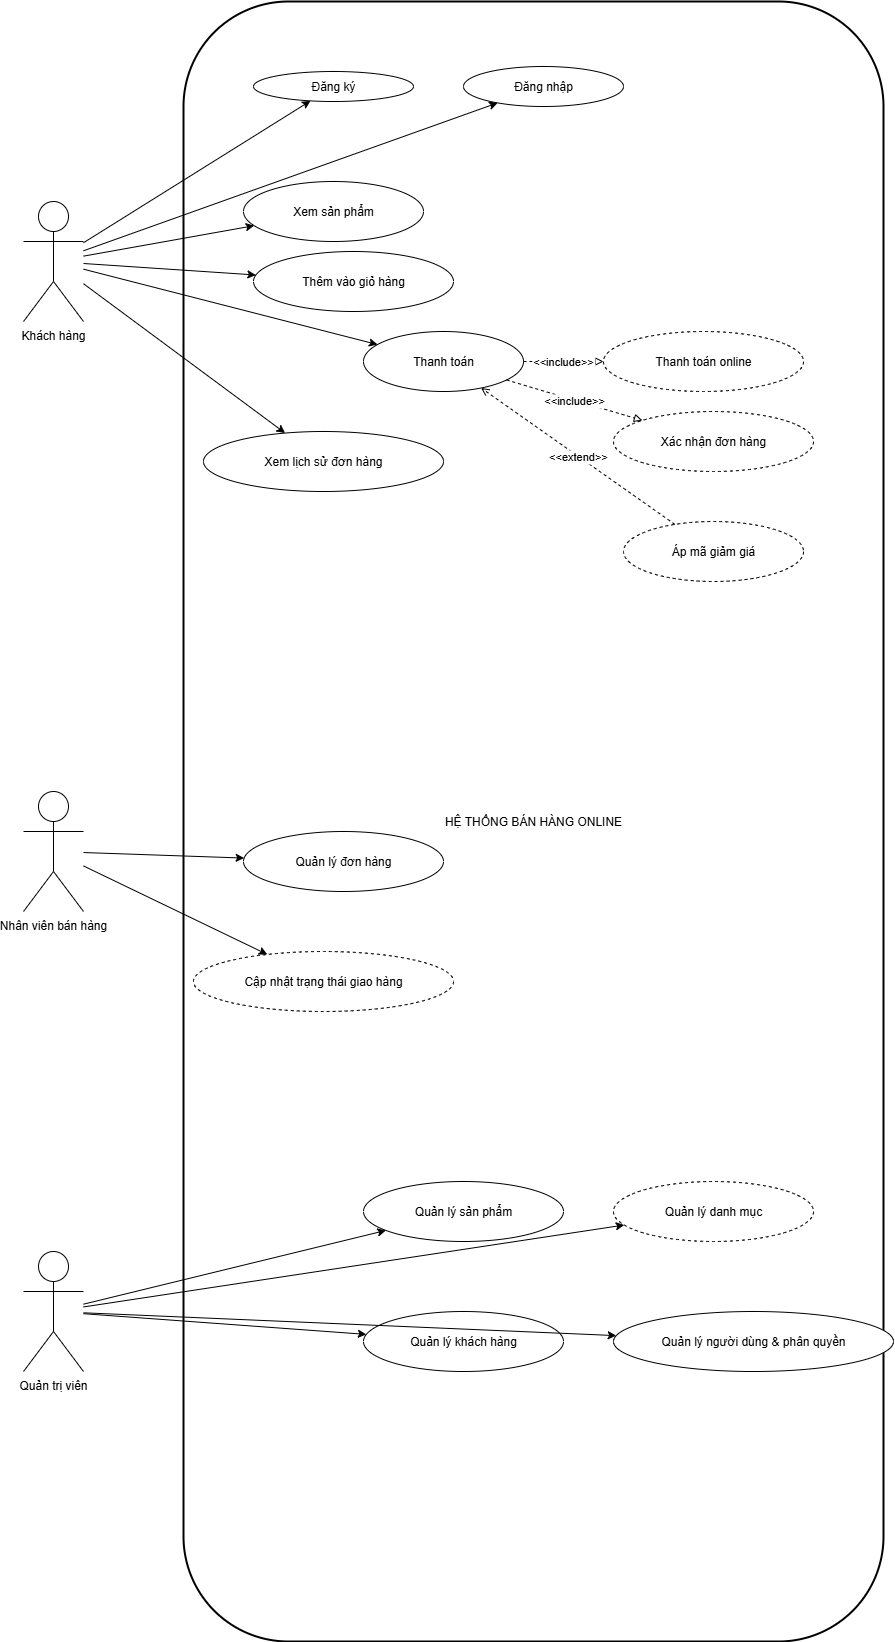 Đăng ký
Đăng nhập
Xem sản phẩm
Thêm vào giỏ hàng
Khách hàng
Thanh toán
<<include>>
Thanh toán online
<<include>>
Xác nhận đơn hàng
<<extend>>
Xem lịch sử đơn hàng
Áp mã giảm giá
HỆ THỐNG BÁN HÀNG ONLINE
Quản lý đơn hàng
Nhân viên bán hàng
Cập nhật trạng thái giao hàng
Quản lý sản phẩm
Quản lý danh mục
Quản lý khách hàng
Quản lý người dùng & phân quyền
Quản trị viên